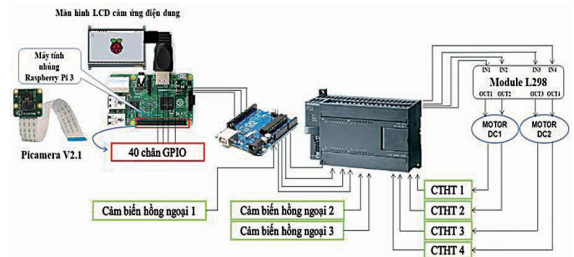 Màn hình LCD cảm ứng điện dung
Máy tính
nhúng
Raspberry Pi 3
Picamera V2.1
40 chân GPIO
IN1 IN2 IN3 IN4
Module L298
OUT1 OUT2 OUT3 OUT4
MOTOR
DC1
MOTOR
DC2
Cảm biến hồng ngoại 1
Cảm biến hồng ngoại 2
Cảm biến hồng ngoại 3
CTHT 1
CTHT 2
CTHT 3
CTHT 4